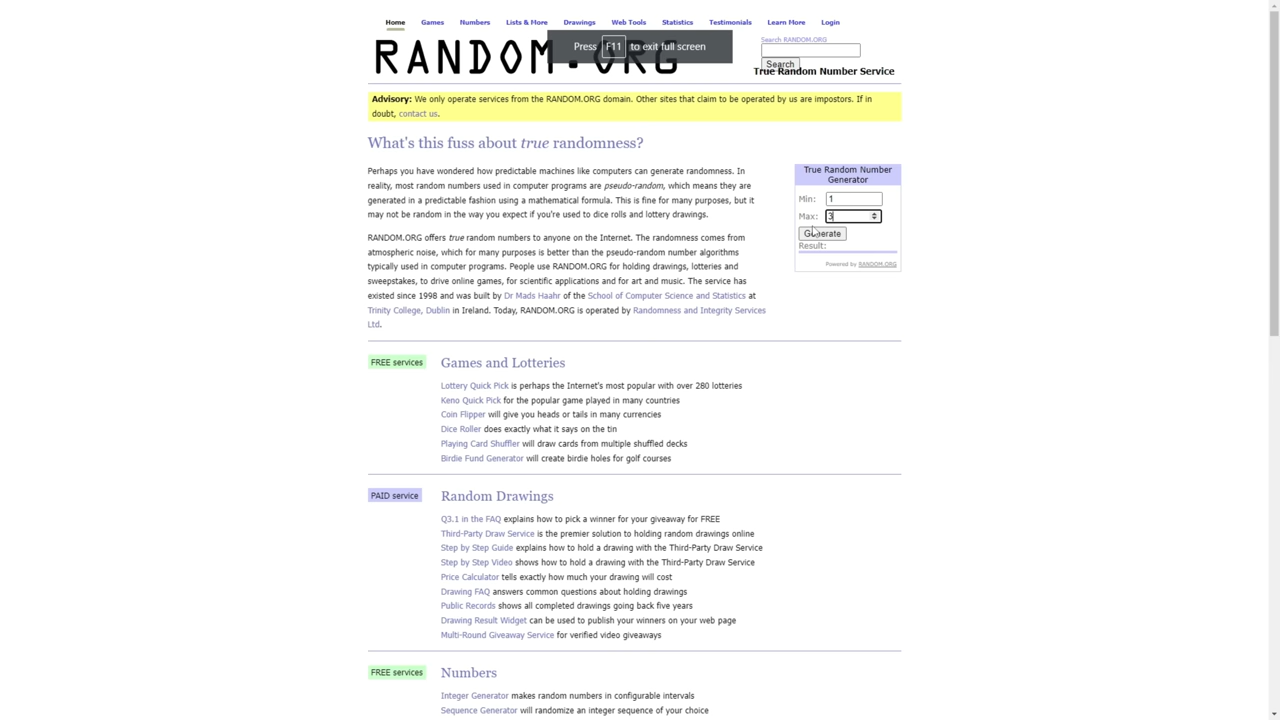 Home Games Numbers Lists & More Drawings Web Tools Statistics Testimonials Learn More Login
RANDOM.ORG
Press F11 to exit full screen
Search RANDOM.ORG
Search
True Random Number Service
Advisory: We only operate services from the RANDOM.ORG domain. Other sites that claim to be operated by us are impostors. If in
doubt, contact us.
What's this fuss about true randomness?
Perhaps you have wondered how predictable machines like computers can generate randomness. In
reality, most random numbers used in computer programs are pseudo-random, which means they are
generated in a predictable fashion using a mathematical formula. This is fine for many purposes, but it
may not be random in the way you expect if you're used to dice rolls and lottery drawings.
RANDOM.ORG offers true random numbers to anyone on the Internet. The randomness comes from
atmospheric noise, which for many purposes is better than the pseudo-random number algorithms
typically used in computer programs. People use RANDOM.ORG for holding drawings, lotteries and
sweepstakes, to drive online games, for scientific applications and for art and music. The service has
existed since 1998 and was built by Dr Mads Haahr of the School of Computer Science and Statistics at
Trinity College, Dublin in Ireland. Today, RANDOM.ORG is operated by Randomness and Integrity Services
Ltd.
True Random Number
Generator
Min: 1
Max: 3
Generate
Result:
Powered by RANDOM.ORG
FREE services
Games and Lotteries
Lottery Quick Pick is perhaps the Internet's most popular with over 280 lotteries
Keno Quick Pick for the popular game played in many countries
Coin Flipper will give you heads or tails in many currencies
Dice Roller does exactly what it says on the tin
Playing Card Shuffler will draw cards from multiple shuffled decks
Birdie Fund Generator will create birdie holes for golf courses
PAID service
Random Drawings
Q3.1 in the FAQ explains how to pick a winner for your giveaway for FREE
Third-Party Draw Service is the premier solution to holding random drawings online
Step by Step Guide explains how to hold a drawing with the Third-Party Draw Service
Step by Step Video shows how to hold a drawing with the Third-Party Draw Service
Price Calculator tells exactly how much your drawing will cost
Drawing FAQ answers common questions about holding drawings
Public Records shows all completed drawings going back five years
Drawing Result Widget can be used to publish your winners on your web page
Multi-Round Giveaway Service for verified video giveaways
FREE services
Numbers
Integer Generator makes random numbers in configurable intervals
Sequence Generator will randomize an integer sequence of your choice